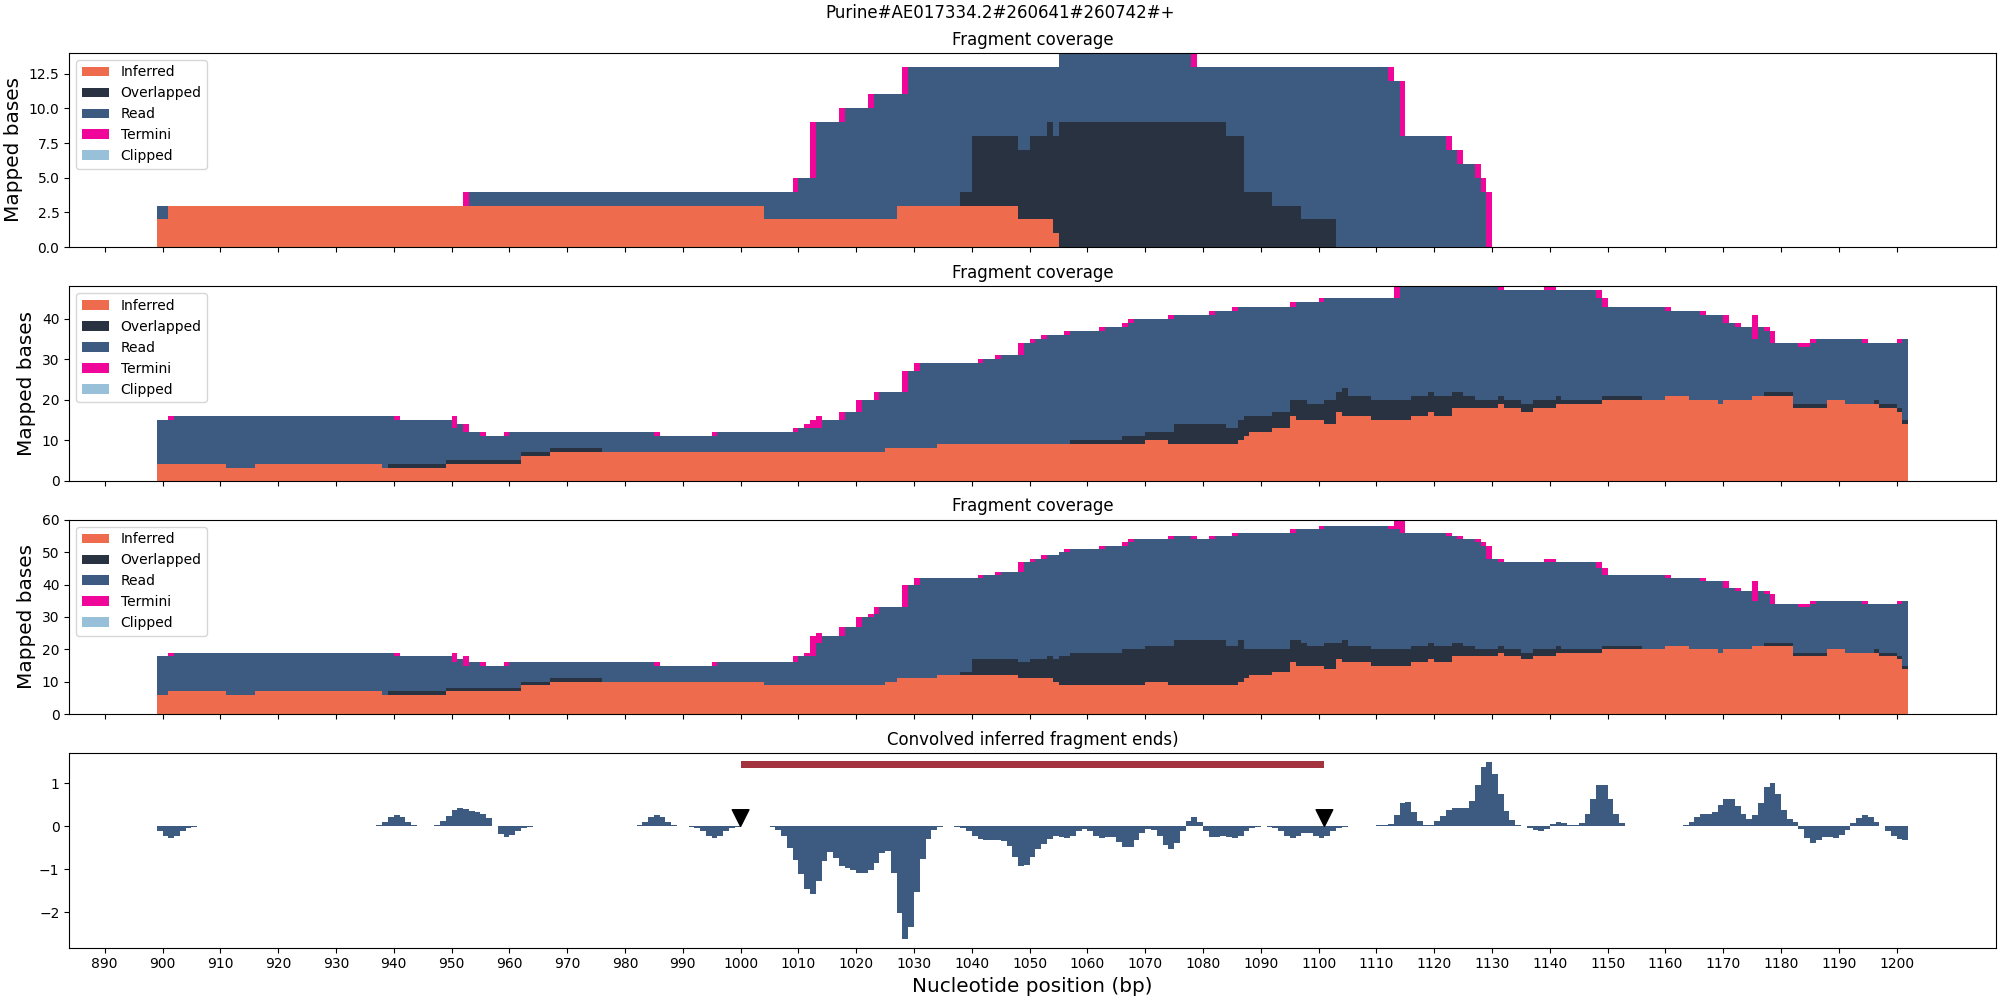 Purine#AE017334.2#260641#260742#+
Fragment coverage
Mapped bases
12.5
10.0
7.5
5.0
2.5
0.0
Inferred
Overlapped
Read
Termini
Clipped
Fragment coverage
Mapped bases
40
30
20
10
0
Inferred
Overlapped
Read
Termini
Clipped
Fragment coverage
Mapped bases
60
50
40
30
20
10
0
Inferred
Overlapped
Read
Termini
Clipped
Convolved inferred fragment ends)
1
0
−1
−2
890 900 910 920 930 940 950 960 970 980 990 1000 1010 1020 1030 1040 1050 1060 1070 1080 1090 1100 1110 1120 1130 1140 1150 1160 1170 1180 1190 1200
Nucleotide position (bp)